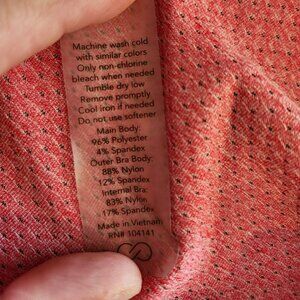 Machine wash cold
with similar colors
Only non-chlorine
bleach when needed
Tumble dry low
Remove promptly
Cool iron if needed
Do not use softener
Main Body:
96% Polyester
4% Spandex
Outer Bra Body:
88% Nylon
12% Spandex
Internal Bra:
83% Nylon
17% Spandex
Made in Vietnam
RN# 104141